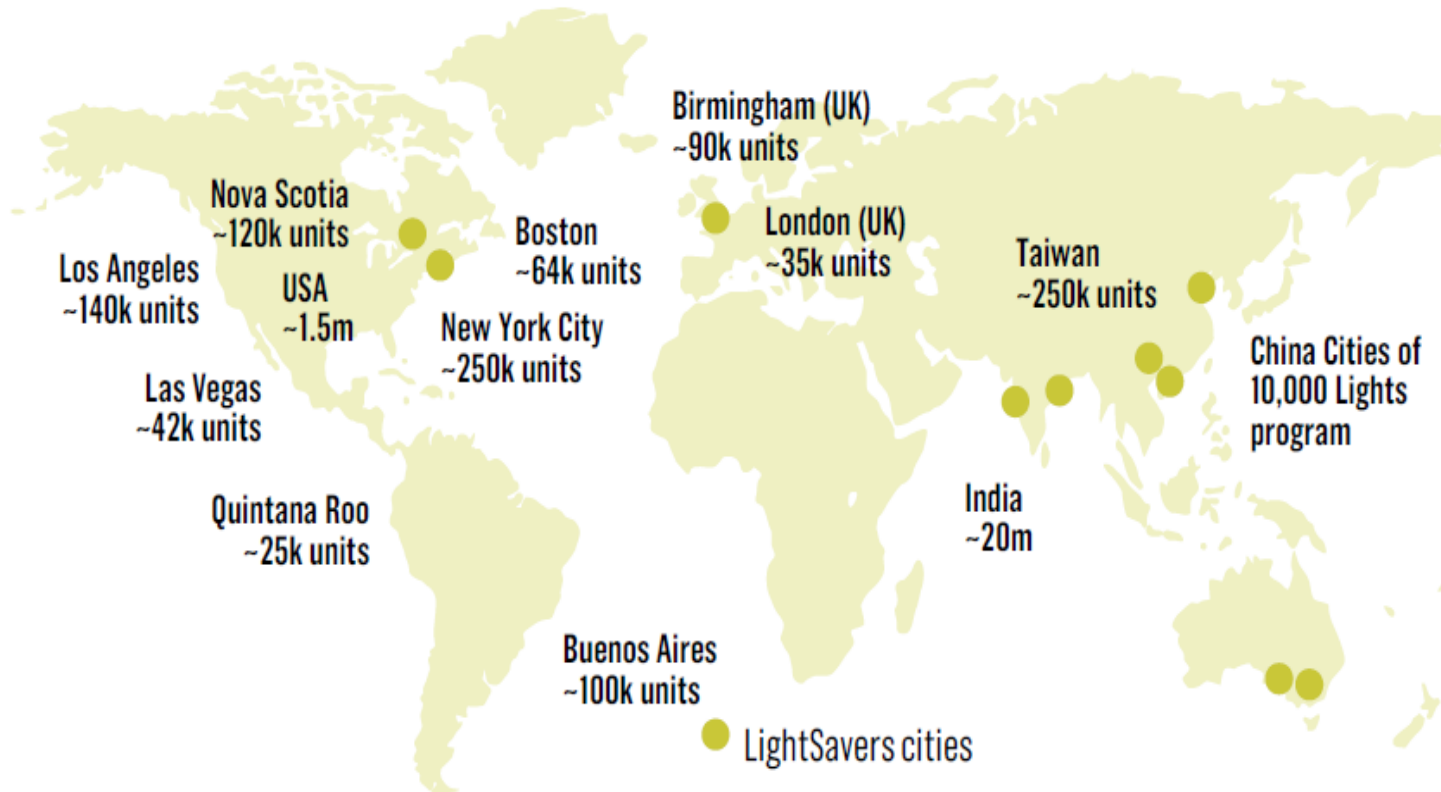 Birmingham (UK)
~90k units
Nova Scotia
~120k units
Boston
~64k units
London (UK)
~35k units
Taiwan
~250k units
Los Angeles
~140k units
USA
~1.5m
New York City
~250k units
China Cities of
10,000 Lights
program
Las Vegas
~42k units
Quintana Roo
~25k units
India
~20m
Buenos Aires
~100k units
LightSavers cities